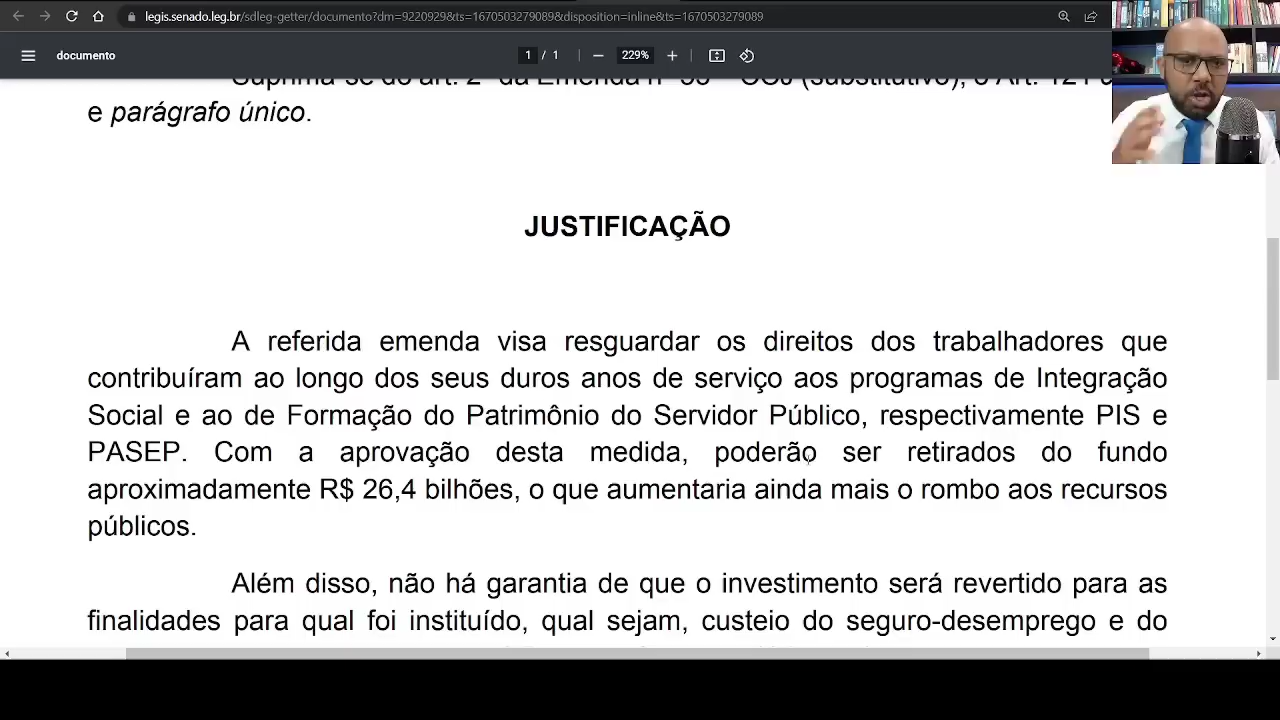 legis.senado.leg.br/sdleg-getter/documento?dm=9220929&ts=1670503279089&disposition=inline&ts=1670503279089
documento
1 / 1
229%
e parágrafo único.
JUSTIFICAÇÃO
A referida emenda visa resguardar os direitos dos trabalhadores que
contribuíram ao longo dos seus duros anos de serviço aos programas de Integração
Social e ao de Formação do Patrimônio do Servidor Público, respectivamente PIS e
PASEP. Com a aprovação desta medida, poderão ser retirados do fundo
aproximadamente R$ 26,4 bilhões, o que aumentaria ainda mais o rombo aos recursos
públicos.
Além disso, não há garantia de que o investimento será revertido para as
finalidades para qual foi instituído, qual sejam, custeio do seguro-desemprego e do